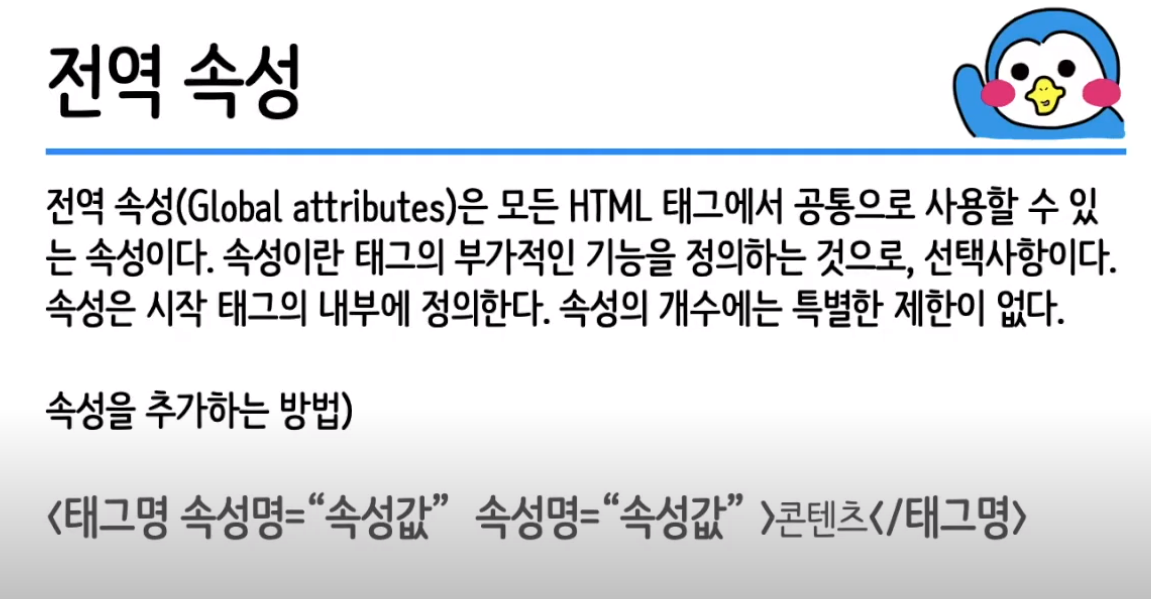 전역 속성
전역 속성(Global attributes)은 모든 HTML 태그에서 공통으로 사용할 수 있
는 속성이다. 속성이란 태그의 부가적인 기능을 정의하는 것으로, 선택사항이다.
속성은 시작 태그의 내부에 정의한다. 속성의 개수에는 특별한 제한이 없다.
속성을 추가하는 방법)
<태그명 속성명=“속성값”  속성명=“속성값” >콘텐츠</태그명>